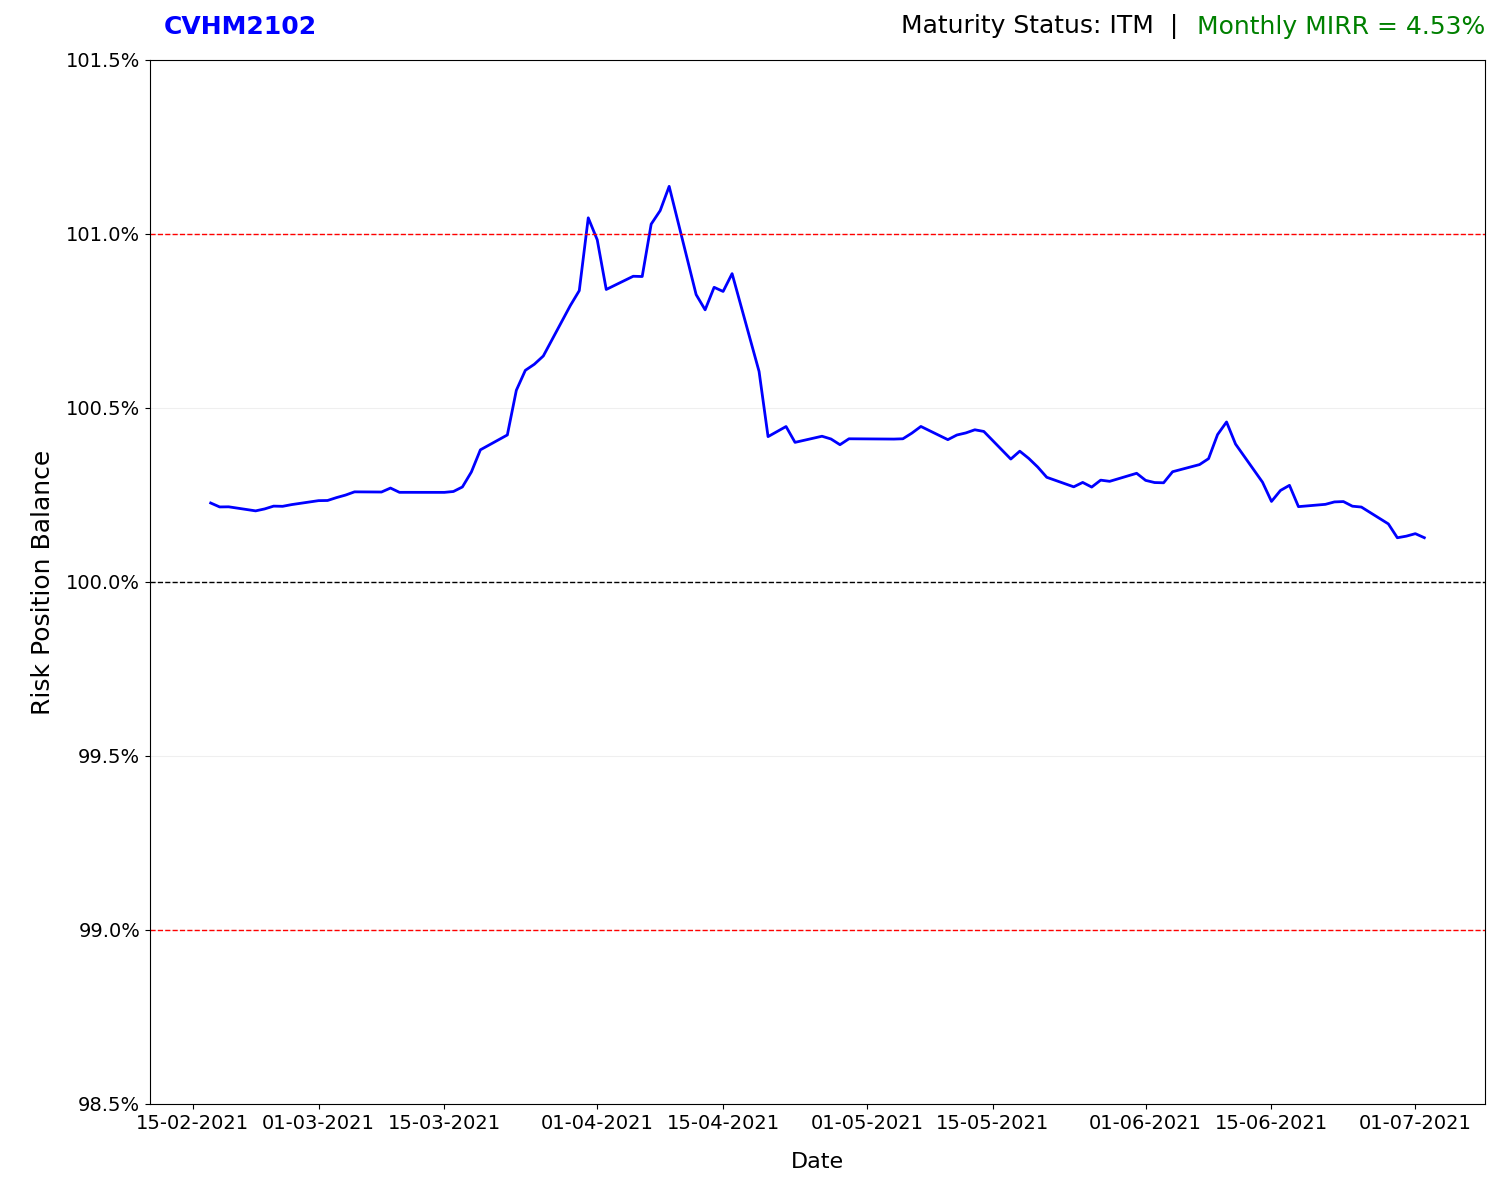 CVHM2102
Maturity Status: ITM | Monthly MIRR = 4.53%
101.5%
101.0%
100.5%
100.0%
99.5%
99.0%
98.5%
Risk Position Balance
15-02-2021 01-03-2021 15-03-2021 01-04-2021 15-04-2021 01-05-2021 15-05-2021 01-06-2021 15-06-2021 01-07-2021
Date